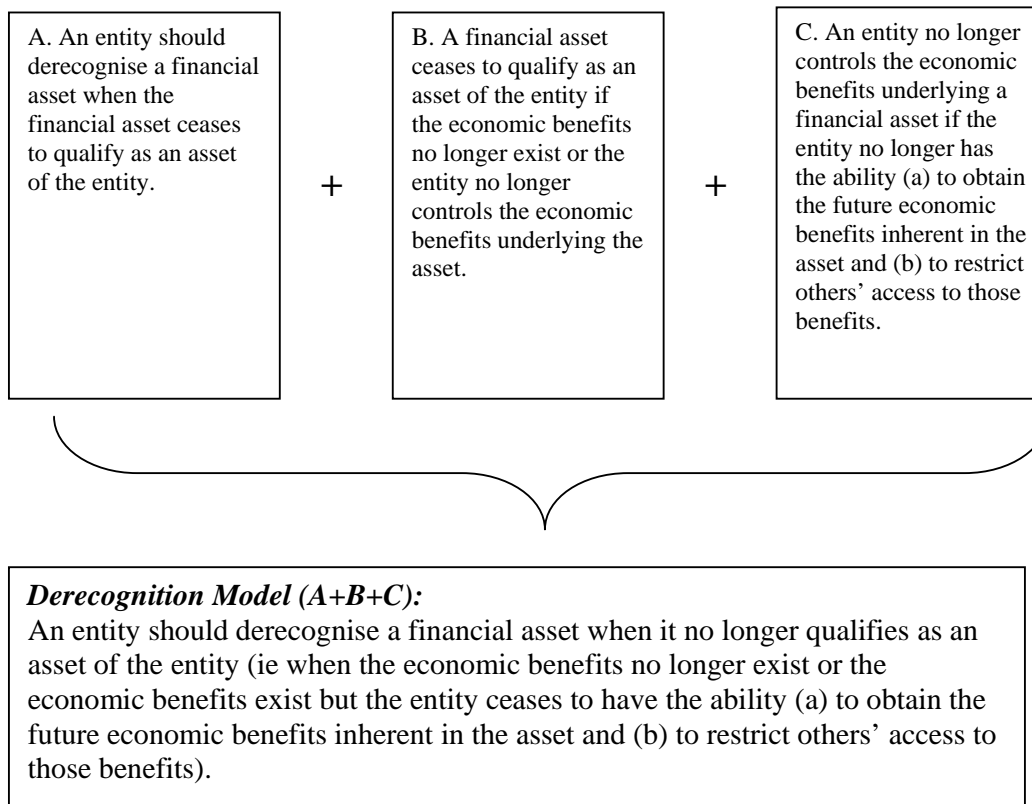 A. An entity should
derecognise a financial
asset when the
financial asset ceases
to qualify as an asset
of the entity.
+
B. A financial asset
ceases to qualify as an
asset of the entity if
the economic benefits
no longer exist or the
entity no longer
controls the economic
benefits underlying the
asset.
+
C. An entity no longer
controls the economic
benefits underlying a
financial asset if the
entity no longer has
the ability (a) to obtain
the future economic
benefits inherent in the
asset and (b) to restrict
others’ access to those
benefits.
Derecognition Model (A+B+C):
An entity should derecognise a financial asset when it no longer qualifies as an
asset of the entity (ie when the economic benefits no longer exist or the
economic benefits exist but the entity ceases to have the ability (a) to obtain the
future economic benefits inherent in the asset and (b) to restrict others’ access to
those benefits).